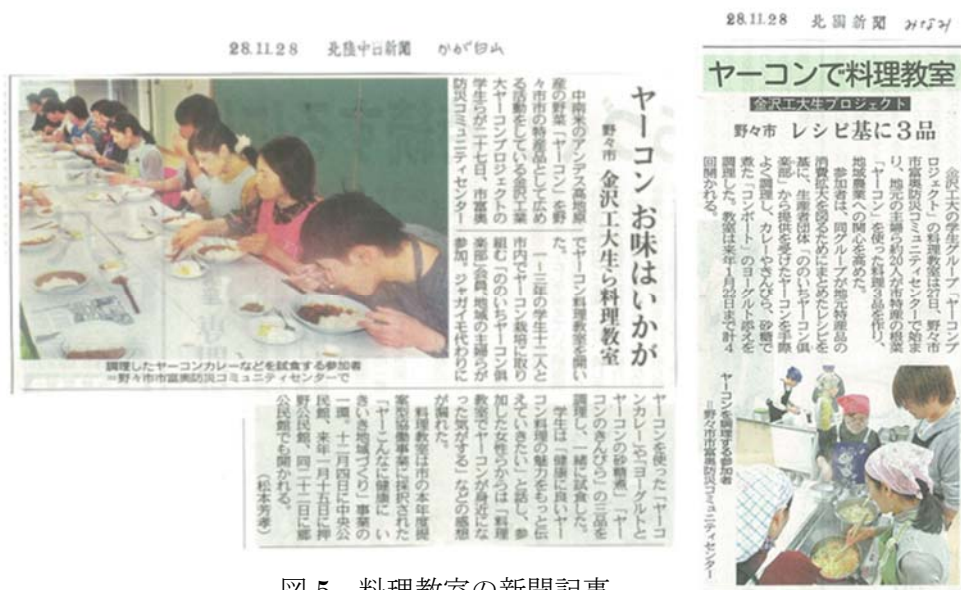 28.11.28 北陸中日新聞 かが白山
ヤーコン お味はいかが
野々市 金沢工大生ら料理教室
中南米のアンデス高地原
産の野菜「ヤーコン」を野
々市市の特産品として広め
る活動をしている金沢工業
大ヤーコンプロジェクトの
学生らが二十七日、市富奥
防災コミュニティセンター
でヤーコン料理教室を開い
た。
一～三年の学生十二人と
市内でヤーコン栽培に取り
組む「ののいちヤーコン倶
楽部」会員、地域の主婦らが
参加。ジャガイモ代わりに
ヤーコンを使った「ヤーコ
ンカレー」や「ヨーグルトと
ヤーコンの砂糖煮」「ヤー
コンのきんぴら」の三品を
調理し、一緒に試食した。
学生は「健康に良いヤー
コン料理の魅力をもっと伝
えていきたい」と話し、参
加した女性らからは「料理
教室でヤーコンが身近にな
った気がする」などの感想
が漏れた。
料理教室は市の本年度提
案型協働事業に採択された
「ヤーこんなに健康に い
きいき地域づくり」事業の
一環。十二月四日に中央公
民館、来年一月十五日に押
野公民館、同二十二日に郷
公民館でも開かれる。
(松本芳孝)
調理したヤーコンカレーなどを試食する参加者
＝野々市市富奥防災コミュニティセンターで
28.11.28 北國新聞
ヤーコンで料理教室
金沢工大生プロジェクト
野々市 レシピ基に3品
金沢工大の学生グループ「ヤーコンプ
ロジェクト」の料理教室は27日、野々市
市富奥防災コミュニティセンターで始ま
り、地元の主婦ら約20人が市特産の根菜
「ヤーコン」を使った料理3品を作り、
地域農業への関心を高めた。
参加者は、同グループが地元特産品の
消費拡大を図るためにまとめたレシピを
基に、生産者団体「ののいちヤーコン倶
楽部」から提供を受けたヤーコンを手際
よく調理し、カレーやきんぴら、砂糖で
煮た「コンポート」のヨーグルト添えを
調理した。教室は来年1月22日まで計4
回開かれる。
ヤーコンを調理する参加者
＝野々市市富奥防災コミュニティセンター
図 5 料理教室の新聞記事